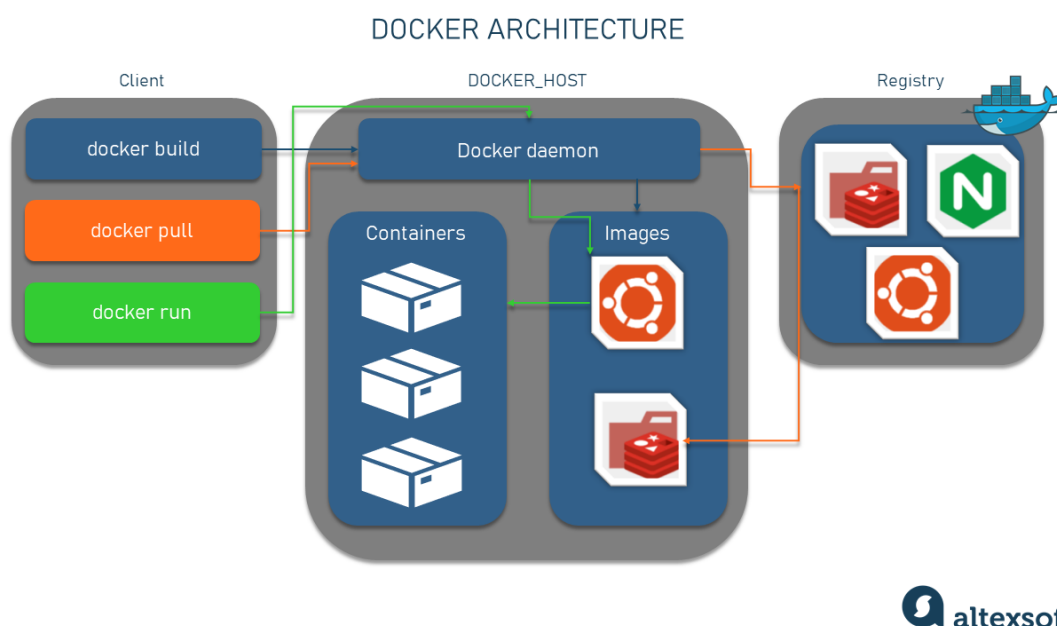 DOCKER ARCHITECTURE
Client
DOCKER_HOST
Registry
docker build
docker pull
docker run
Docker daemon
Containers
Images
N
altexsof